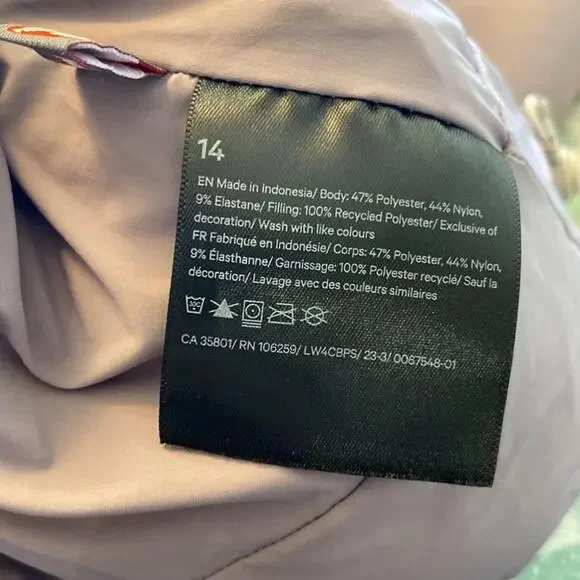 14
EN Made in Indonesia/ Body: 47% Polyester, 44% Nylon,
9% Elastane/ Filling: 100% Recycled Polyester/ Exclusive of
decoration/ Wash with like colours
FR Fabriqué en Indonésie/ Corps: 47% Polyester, 44% Nylon,
9% Élasthanne/ Garnissage: 100% Polyester recyclé/ Sauf la
décoration/ Lavage avec des couleurs similaires
30C
CA 35801/ RN 106259/ LW4CBPS/ 23-3/ 0067548-01